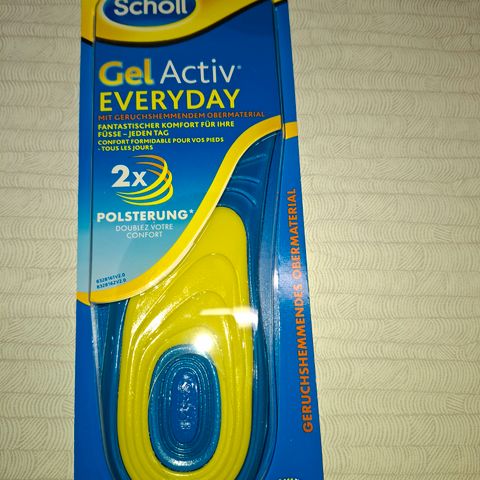 Scholl
Gel Activ®
EVERYDAY
MIT GERUCHSHEMMENDEM OBERMATERIAL
FANTASTISCHER KOMFORT FÜR IHRE
FÜSSE – JEDEN TAG
CONFORT FORMIDABLE POUR VOS PIEDS
- TOUS LES JOURS
2x
POLSTERUNG*
DOUBLEZ VOTRE
CONFORT
GERUCHSHEMMENDES OBERMATERIAL